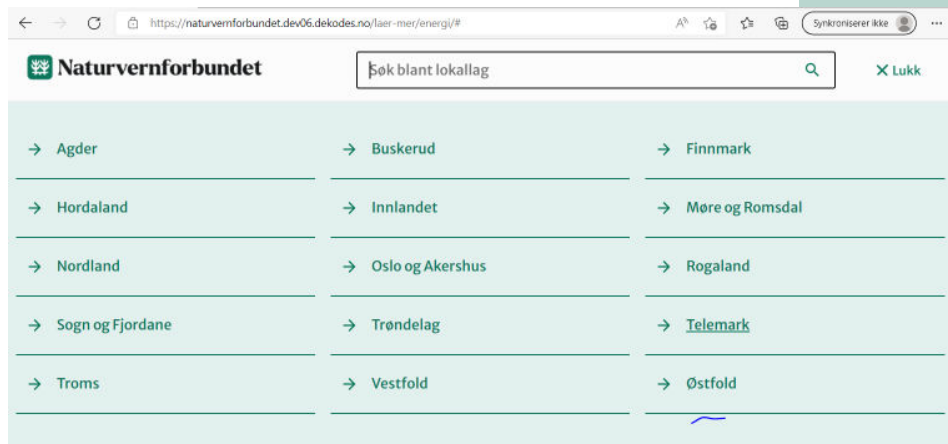 https://naturvernforbundet.dev06.dekodes.no/laer-mer/energi/#
Synkroniserer ikke
Naturvernforbundet
Søk blant lokallag
Lukk
Agder Buskerud Finnmark
Hordaland Innlandet Møre og Romsdal
Nordland Oslo og Akershus Rogaland
Sogn og Fjordane Trøndelag Telemark
Troms Vestfold Østfold